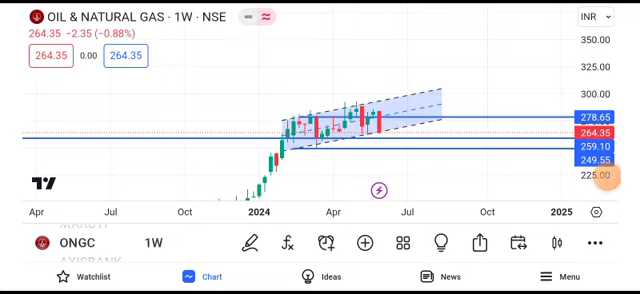 OIL & NATURAL GAS · 1W · NSE
INR
264.35 −2.35 (−0.88%)
264.35 0.00 264.35
350.00
325.00
300.00
278.65
264.35
259.10
249.55
225.00
Apr Jul Oct 2024 Apr Jul Oct 2025
MARUTI
ONGC 1W
AXISBANK
Watchlist Chart Ideas News Menu